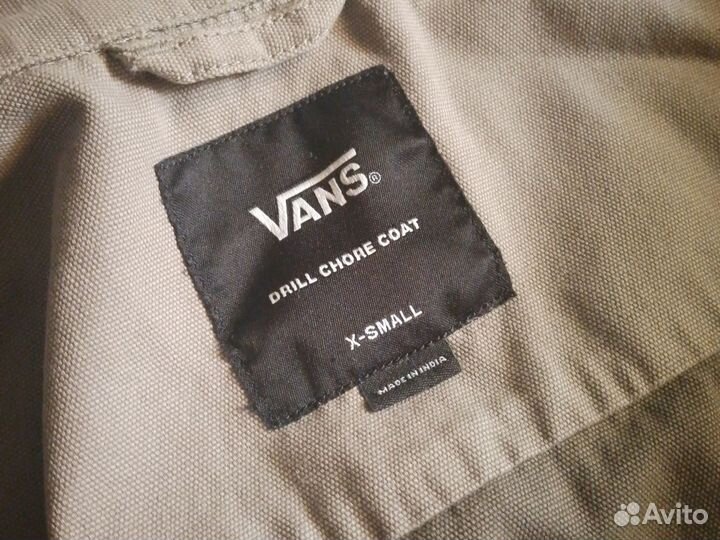 VANS®
DRILL CHORE COAT
X-SMALL
MADE IN INDIA
Avito